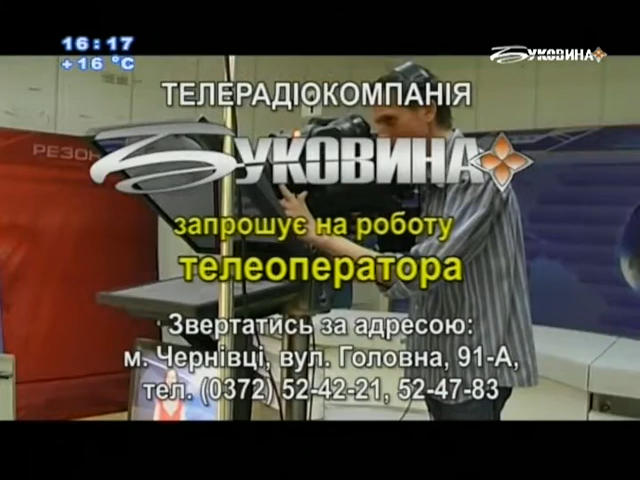 16:17
+16 °C
БУКОВИНА
ТЕЛЕРАДІОКОМПАНІЯ
БУКОВИНА
РЕЗОН
запрошує на роботу
телеоператора
Звертатись за адресою:
м. Чернівці, вул. Головна, 91-А,
тел. (0372) 52-42-21, 52-47-83